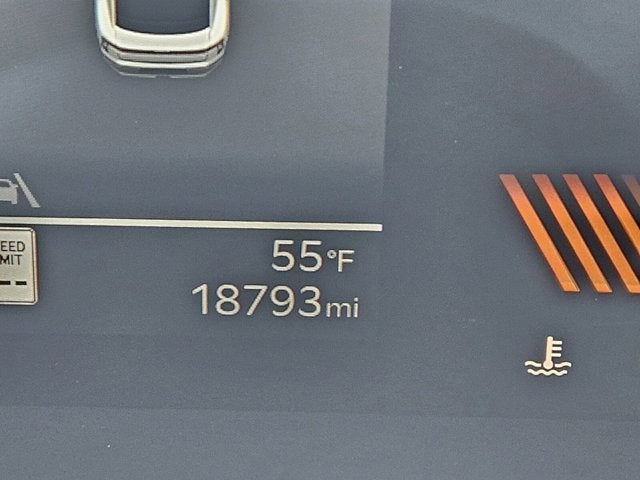 EED
MIT
--
55°F
18793mi